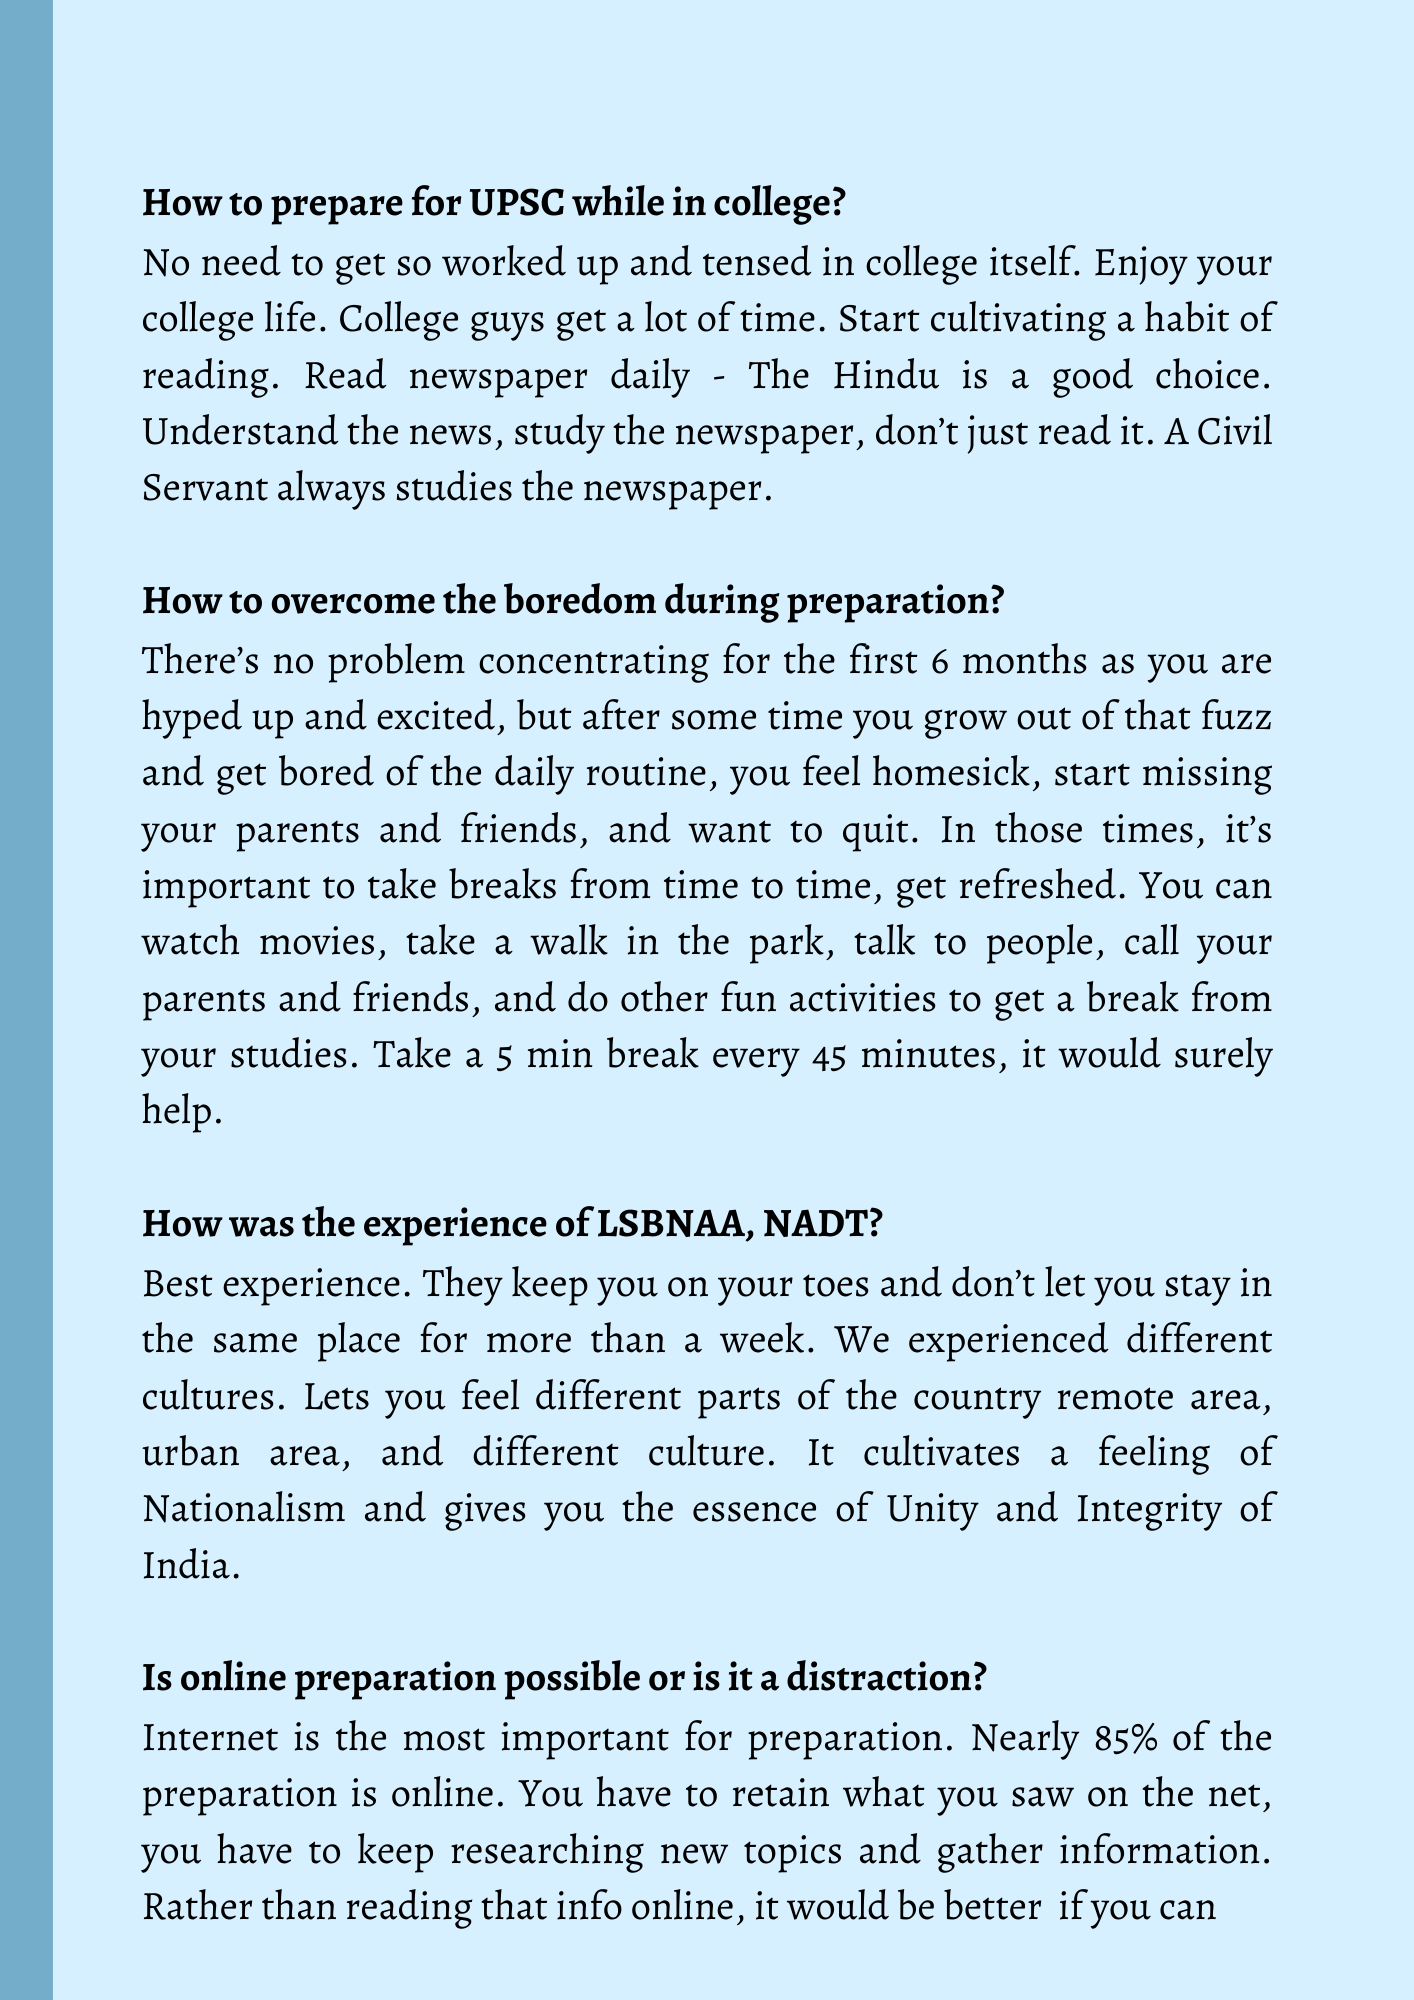 How to prepare for UPSC while in college?
No need to get so worked up and tensed in college itself. Enjoy your
college life. College guys get a lot of time. Start cultivating a habit of
reading. Read newspaper daily - The Hindu is a good choice.
Understand the news, study the newspaper, don’t just read it. A Civil
Servant always studies the newspaper.
How to overcome the boredom during preparation?
There’s no problem concentrating for the first 6 months as you are
hyped up and excited, but after some time you grow out of that fuzz
and get bored of the daily routine, you feel homesick, start missing
your parents and friends, and want to quit. In those times, it’s
important to take breaks from time to time, get refreshed. You can
watch movies, take a walk in the park, talk to people, call your
parents and friends, and do other fun activities to get a break from
your studies. Take a 5 min break every 45 minutes, it would surely
help.
How was the experience of LSBNAA, NADT?
Best experience. They keep you on your toes and don’t let you stay in
the same place for more than a week. We experienced different
cultures. Lets you feel different parts of the country remote area,
urban area, and different culture. It cultivates a feeling of
Nationalism and gives you the essence of Unity and Integrity of
India.
Is online preparation possible or is it a distraction?
Internet is the most important for preparation. Nearly 85% of the
preparation is online. You have to retain what you saw on the net,
you have to keep researching new topics and gather information.
Rather than reading that info online, it would be better  if you can